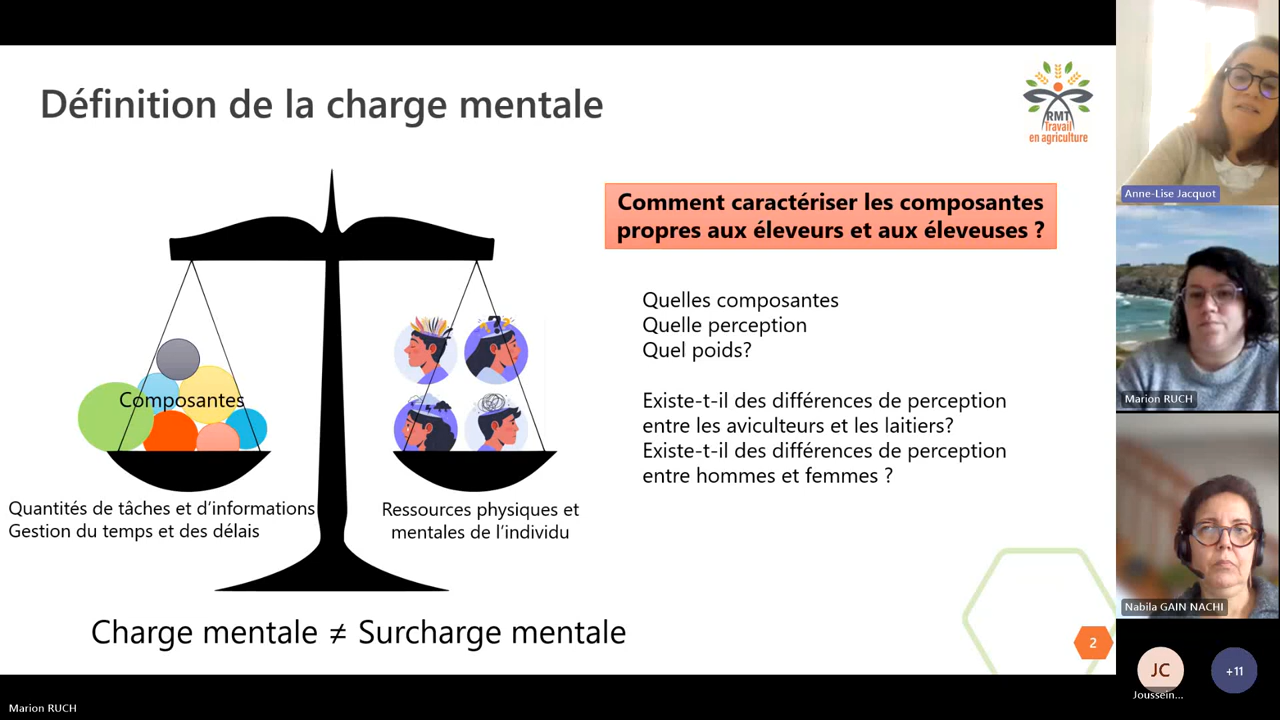 Définition de la charge mentale
RMT
Travail
en agriculture
Comment caractériser les composantes
propres aux éleveurs et aux éleveuses ?
Composantes
Quantités de tâches et d’informations
Gestion du temps et des délais
Ressources physiques et
mentales de l’individu
Quelles composantes
Quelle perception
Quel poids?
Existe-t-il des différences de perception
entre les aviculteurs et les laitiers?
Existe-t-il des différences de perception
entre hommes et femmes ?
Charge mentale ≠ Surcharge mentale
2
Anne-Lise Jacquot
Marion RUCH
Nabila GAIN NACHI
JC
Joussein...
+11
Marion RUCH